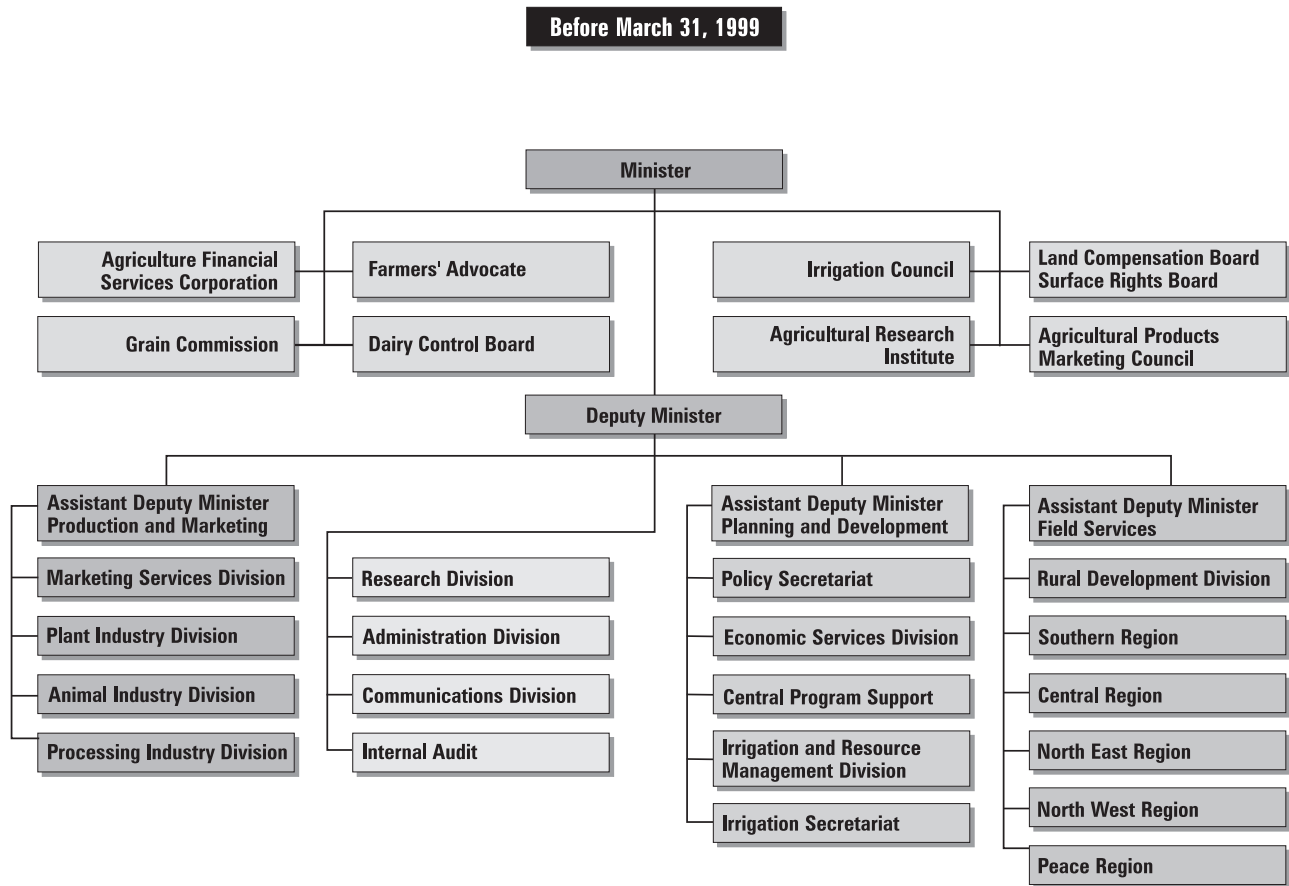 Before March 31, 1999
Minister
Agriculture Financial
Services Corporation
Farmers' Advocate
Irrigation Council
Land Compensation Board
Surface Rights Board
Grain Commission
Dairy Control Board
Agricultural Research
Institute
Agricultural Products
Marketing Council
Deputy Minister
Assistant Deputy Minister
Production and Marketing
Marketing Services Division
Plant Industry Division
Animal Industry Division
Processing Industry Division
Research Division
Administration Division
Communications Division
Internal Audit
Assistant Deputy Minister
Planning and Development
Policy Secretariat
Economic Services Division
Central Program Support
Irrigation and Resource
Management Division
Irrigation Secretariat
Assistant Deputy Minister
Field Services
Rural Development Division
Southern Region
Central Region
North East Region
North West Region
Peace Region